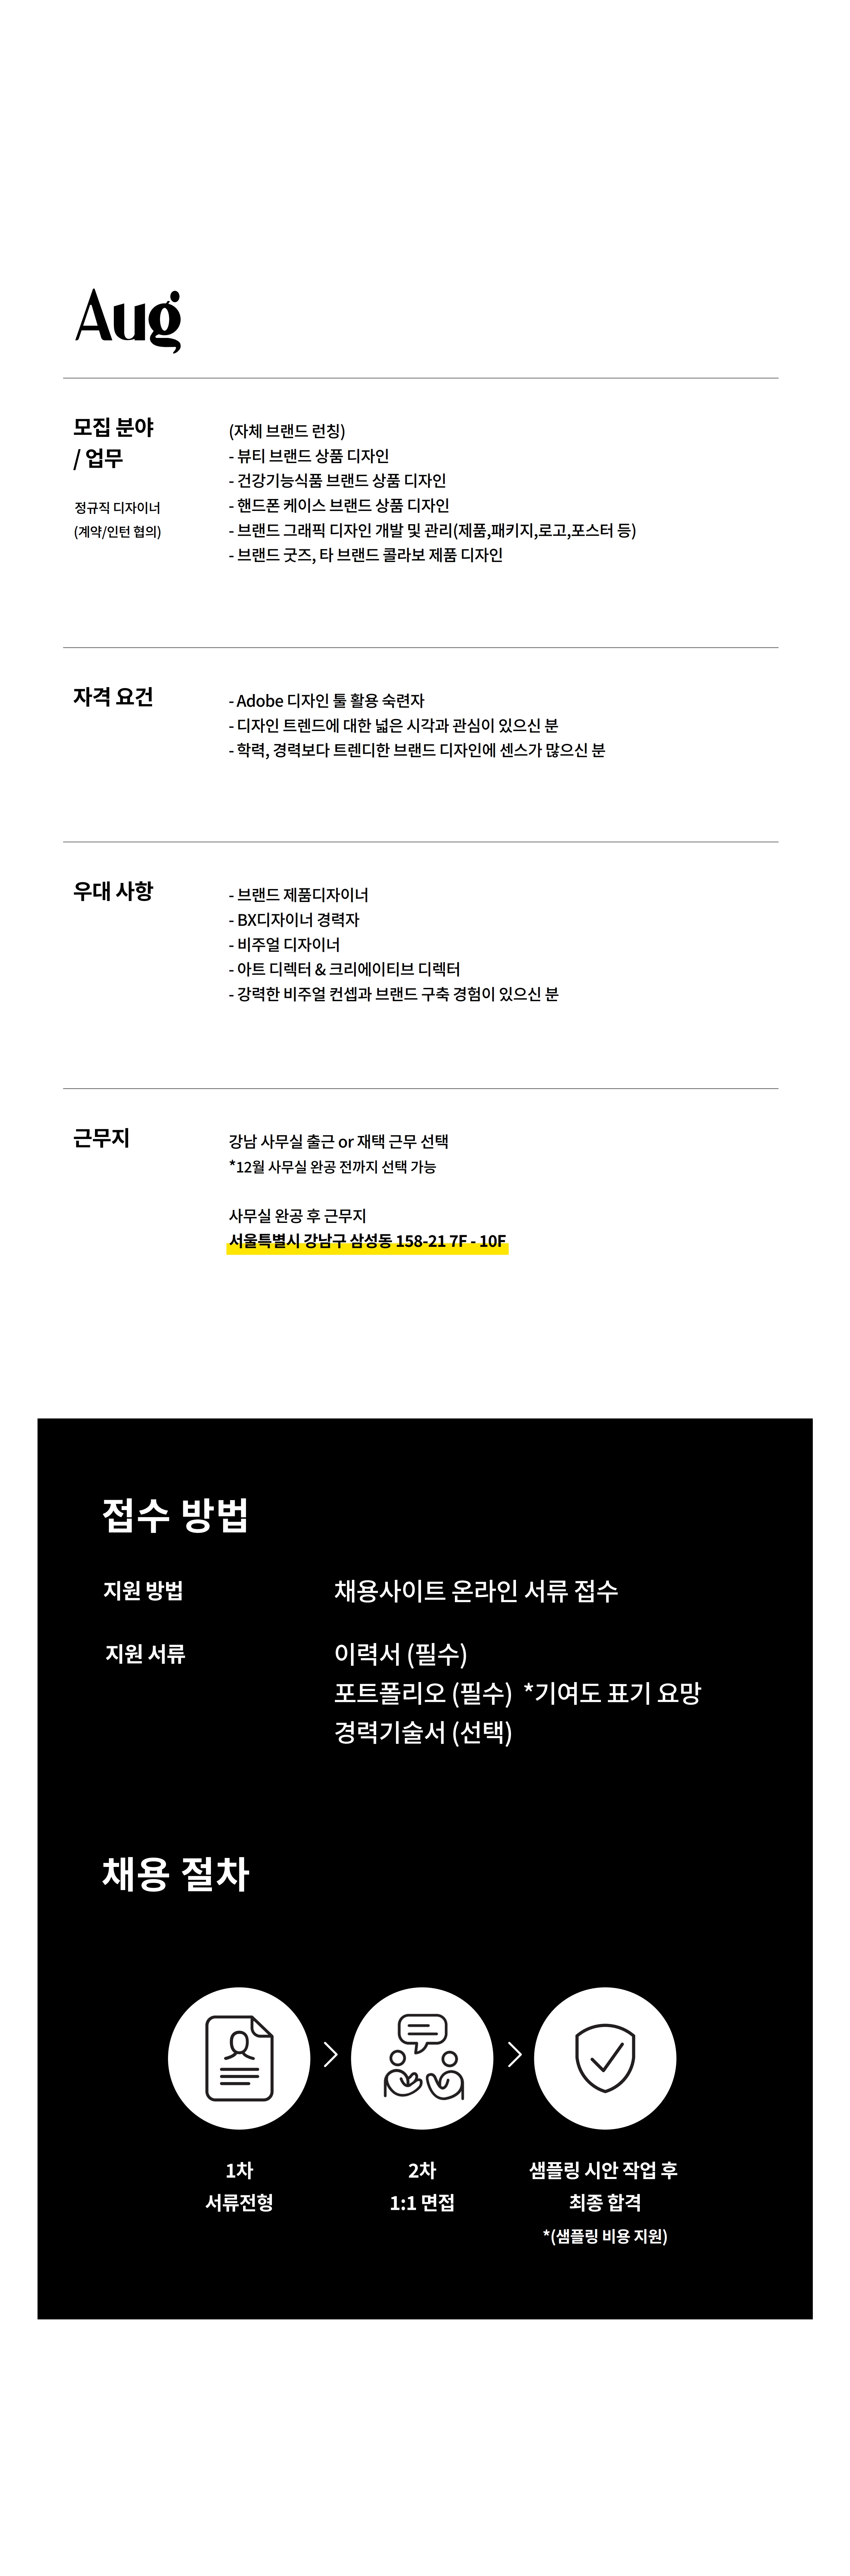 Aug
모집 분야
/ 업무
정규직 디자이너
(계약/인턴 협의)
(자체 브랜드 런칭)
- 뷰티 브랜드 상품 디자인
- 건강기능식품 브랜드 상품 디자인
- 핸드폰 케이스 브랜드 상품 디자인
- 브랜드 그래픽 디자인 개발 및 관리(제품,패키지,로고,포스터 등)
- 브랜드 굿즈, 타 브랜드 콜라보 제품 디자인
자격 요건
- Adobe 디자인 툴 활용 숙련자
- 디자인 트렌드에 대한 넓은 시각과 관심이 있으신 분
- 학력, 경력보다 트렌디한 브랜드 디자인에 센스가 많으신 분
우대 사항
- 브랜드 제품디자이너
- BX디자이너 경력자
- 비주얼 디자이너
- 아트 디렉터 & 크리에이티브 디렉터
- 강력한 비주얼 컨셉과 브랜드 구축 경험이 있으신 분
근무지
강남 사무실 출근 or 재택 근무 선택
*12월 사무실 완공 전까지 선택 가능
사무실 완공 후 근무지
서울특별시 강남구 삼성동 158-21 7F - 10F
접수 방법
지원 방법
채용사이트 온라인 서류 접수
지원 서류
이력서 (필수)
포트폴리오 (필수) *기여도 표기 요망
경력기술서 (선택)
채용 절차
1차
서류전형
2차
1:1 면접
샘플링 시안 작업 후
최종 합격
*(샘플링 비용 지원)